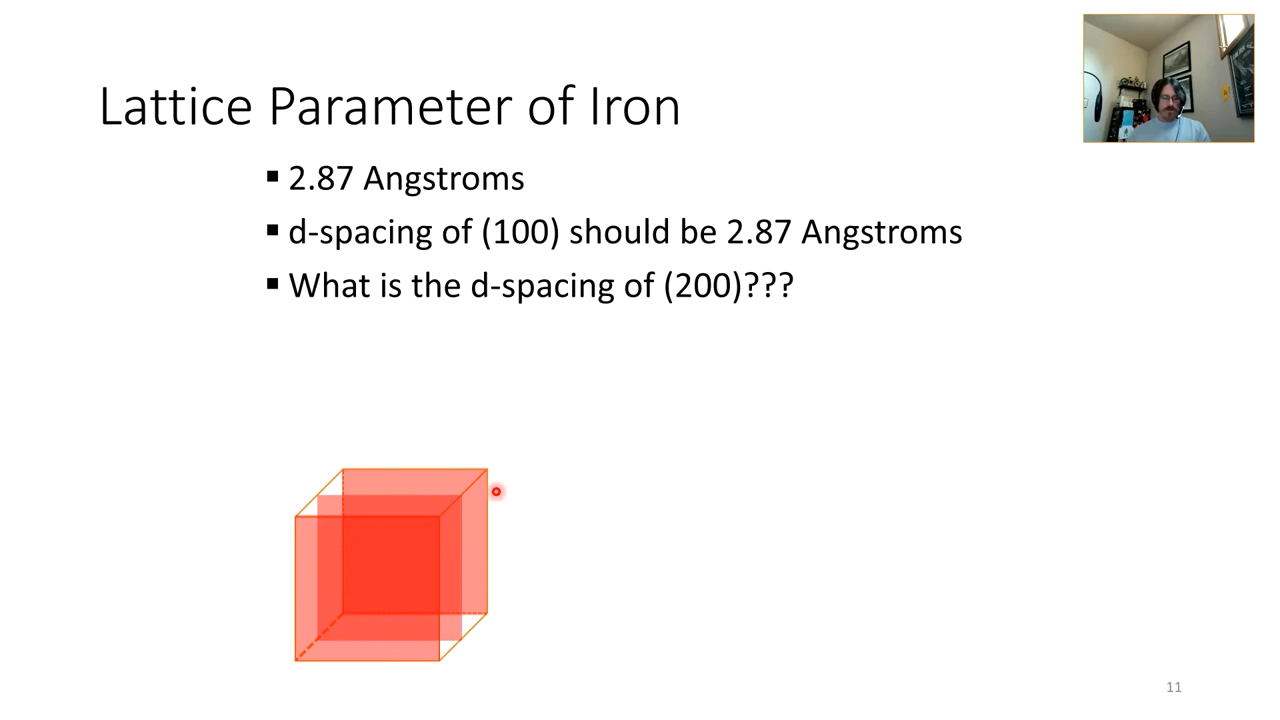 Lattice Parameter of Iron
▪ 2.87 Angstroms
▪ d-spacing of (100) should be 2.87 Angstroms
▪ What is the d-spacing of (200)???
11